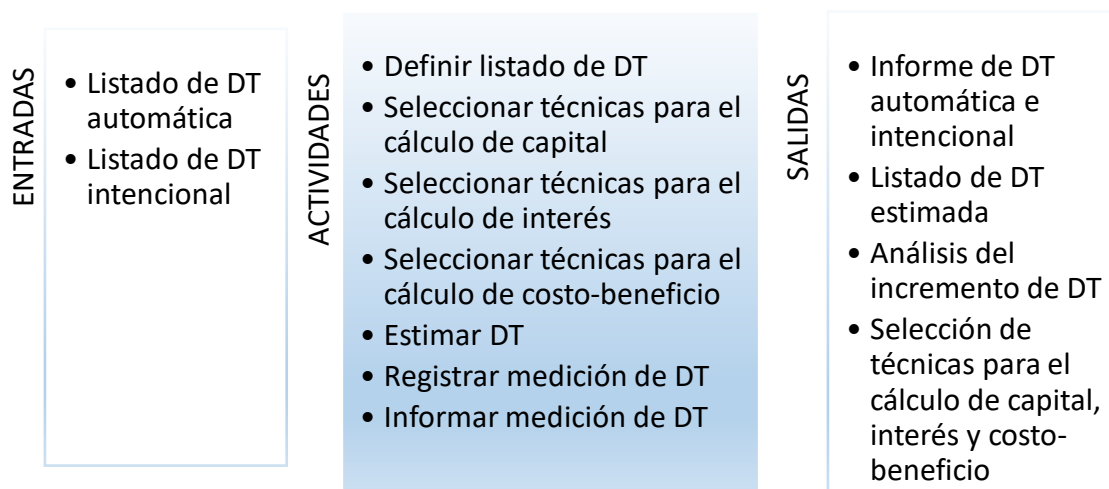 ENTRADAS
• Listado de DT
automática
• Listado de DT
intencional
ACTIVIDADES
• Definir listado de DT
• Seleccionar técnicas para el
cálculo de capital
• Seleccionar técnicas para el
cálculo de interés
• Seleccionar técnicas para el
cálculo de costo-beneficio
• Estimar DT
• Registrar medición de DT
• Informar medición de DT
SALIDAS
• Informe de DT
automática e
intencional
• Listado de DT
estimada
• Análisis del
incremento de DT
• Selección de
técnicas para el
cálculo de capital,
interés y costo-
beneficio